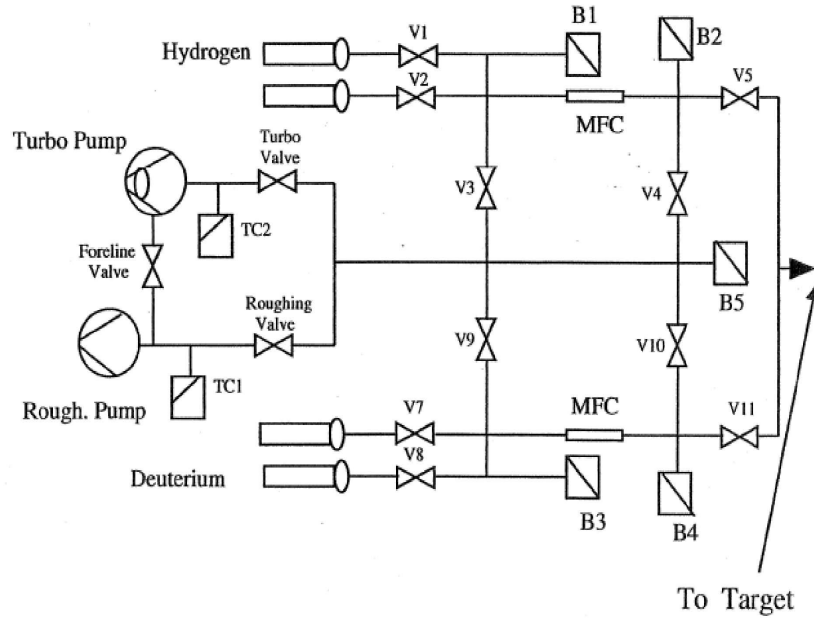 B1
B2
V1
Hydrogen
V2
V5
MFC
Turbo Pump
Turbo
Valve
V3
V4
TC2
Foreline
Valve
B5
Roughing
Valve
V9
V10
TC1
Rough. Pump
V7
MFC
V11
V8
Deuterium
B3
B4
To Target